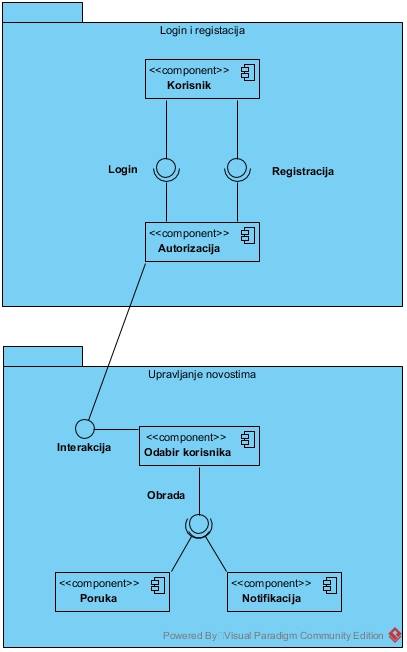 Login i registacija
<<component>>
Korisnik
Login
Registracija
<<component>>
Autorizacija
Upravljanje novostima
Interakcija
<<component>>
Odabir korisnika
Obrada
<<component>>
Poruka
<<component>>
Notifikacija
Powered By Visual Paradigm Community Edition